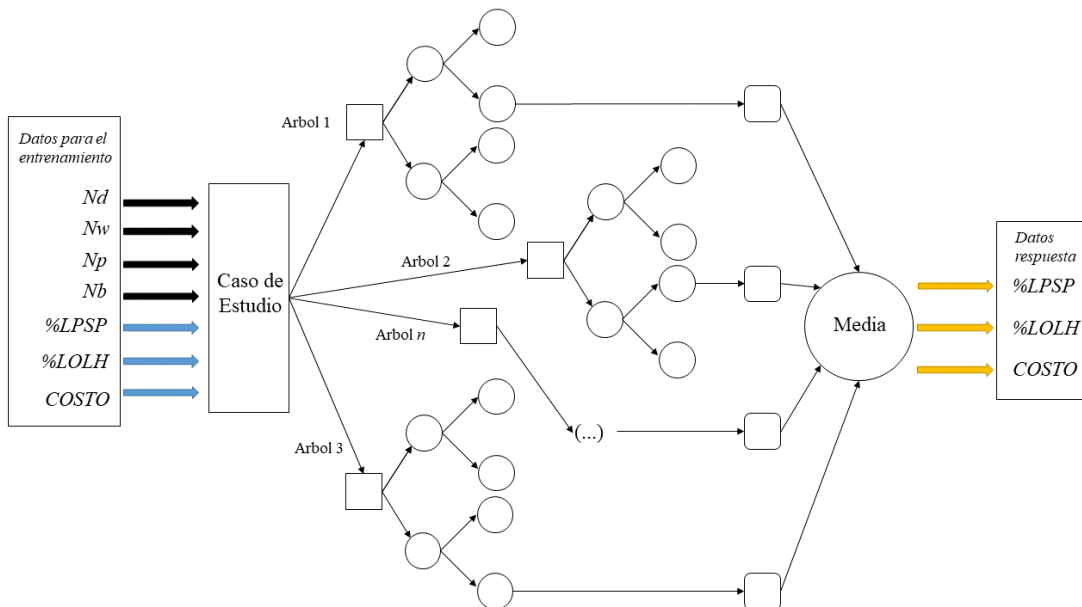 Datos para el
entrenamiento
Nd
Nw
Np
Nb
%LPSP
%LOLH
COSTO
Caso de
Estudio
Arbol 1
Arbol 2
Arbol n
Arbol 3
(...)
Media
Datos
respuesta
%LPSP
%LOLH
COSTO